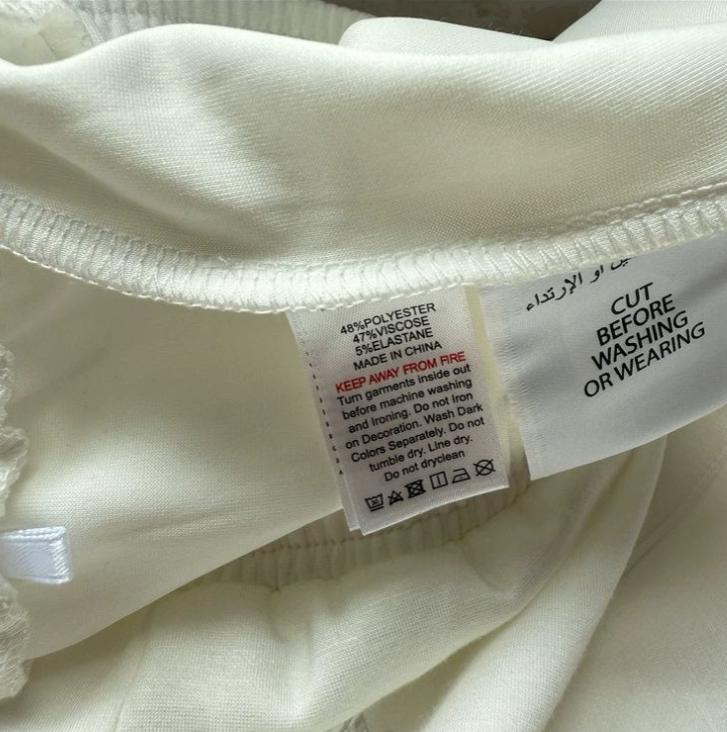 48%POLYESTER
47%VISCOSE
5%ELASTANE
MADE IN CHINA
KEEP AWAY FROM FIRE
Turn garments inside out
before machine washing
and Ironing. Do not Iron
on Decoration. Wash Dark
Colors Separately. Do not
tumble dry. Line dry.
Do not dryclean
أو الإرتداء
CUT
BEFORE
WASHING
OR WEARING